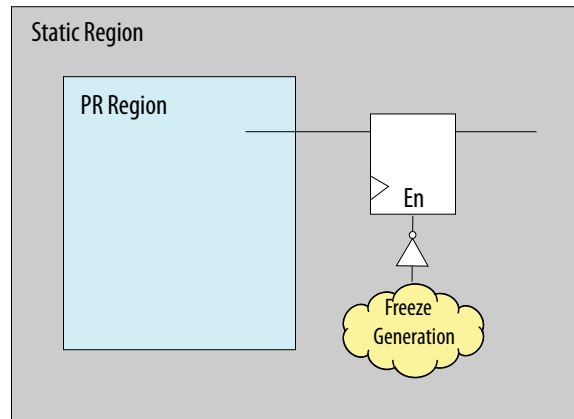 Static Region
PR Region
En
Freeze
Generation